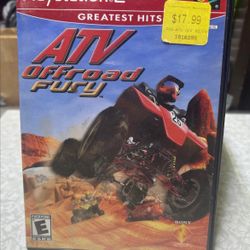 PlayStation 2
GREATEST HITS
$17.99
ATV
Offroad
Fury
E
SONY